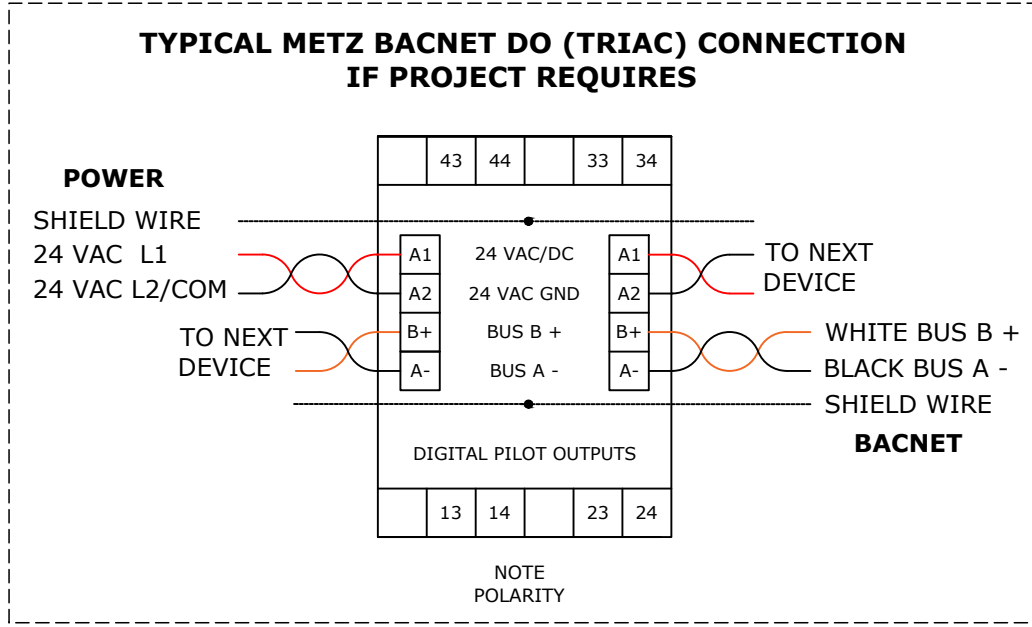 TYPICAL METZ BACNET DO (TRIAC) CONNECTION
IF PROJECT REQUIRES
43 44 33 34
POWER
SHIELD WIRE
24 VAC L1
24 VAC L2/COM
TO NEXT
DEVICE
A1 24 VAC/DC A1
A2 24 VAC GND A2
B+ BUS B + B+
A- BUS A - A-
TO NEXT
DEVICE
WHITE BUS B +
BLACK BUS A -
SHIELD WIRE
BACNET
DIGITAL PILOT OUTPUTS
13 14 23 24
NOTE
POLARITY